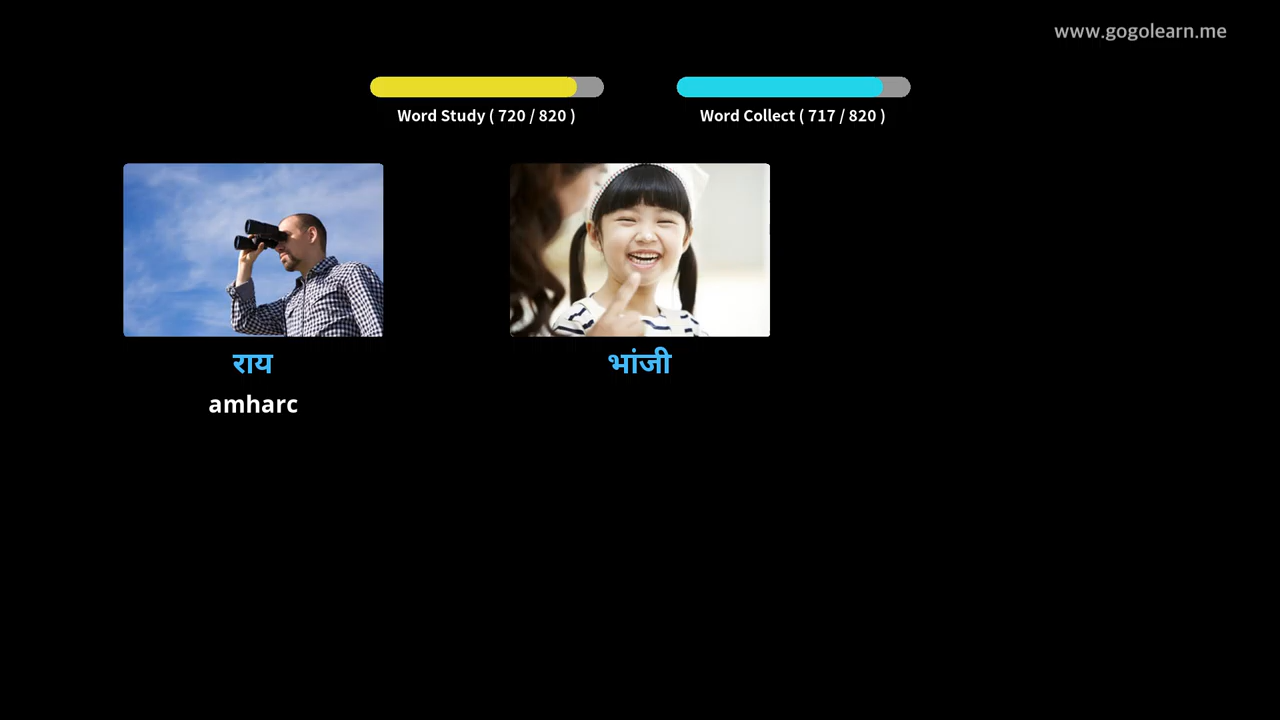 www.gogolearn.me
Word Study ( 720 / 820 )
Word Collect ( 717 / 820 )
राय
भांजी
amharc